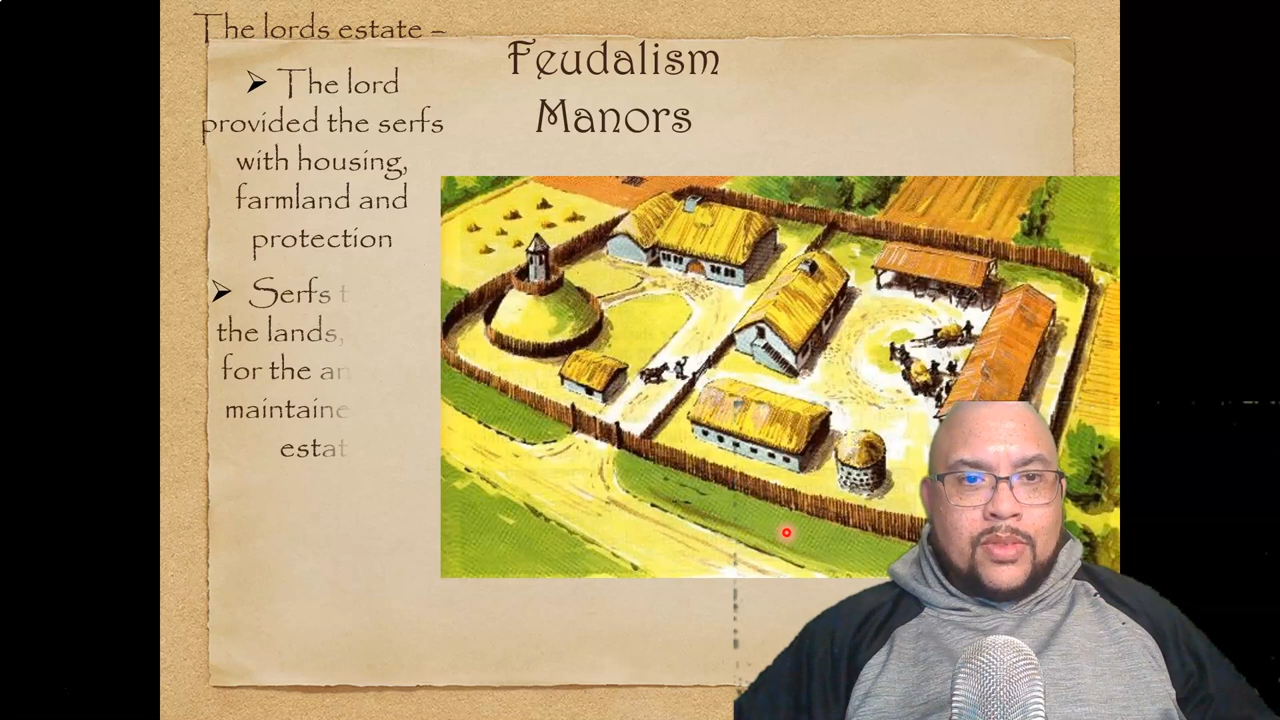 The lords estate –
Feudalism
Manors
➢ The lord
provided the serfs
with housing,
farmland and
protection
➢ Serfs t
the lands,
for the an
maintaine
estat